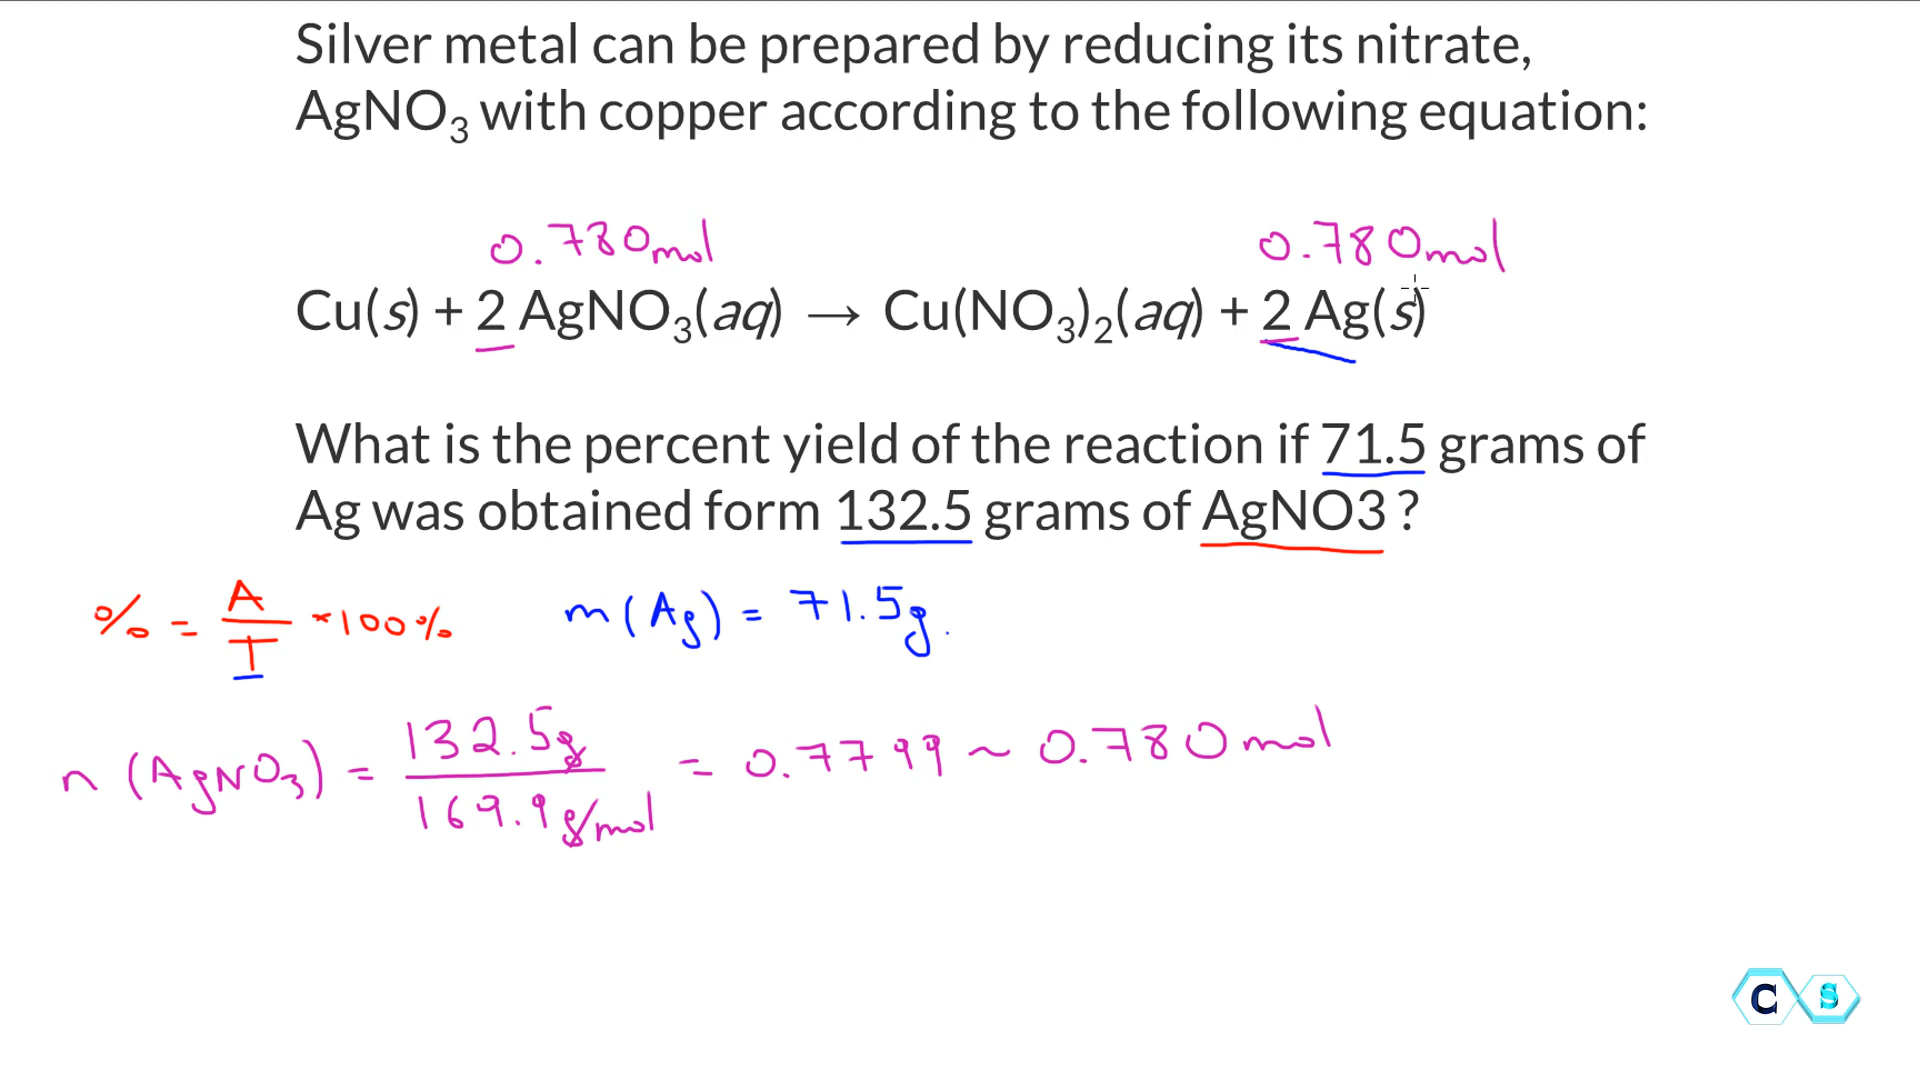 Silver metal can be prepared by reducing its nitrate,
AgNO₃ with copper according to the following equation:
0.780mol 0.780mol
Cu(s) + 2 AgNO₃(aq) → Cu(NO₃)₂(aq) + 2 Ag(s)
What is the percent yield of the reaction if 71.5 grams of
Ag was obtained form 132.5 grams of AgNO3 ?
% = A/T × 100% m(Ag) = 71.5g.
n(AgNO₃) = 132.5g / 169.9g/mol = 0.7799 ~ 0.780mol
C S